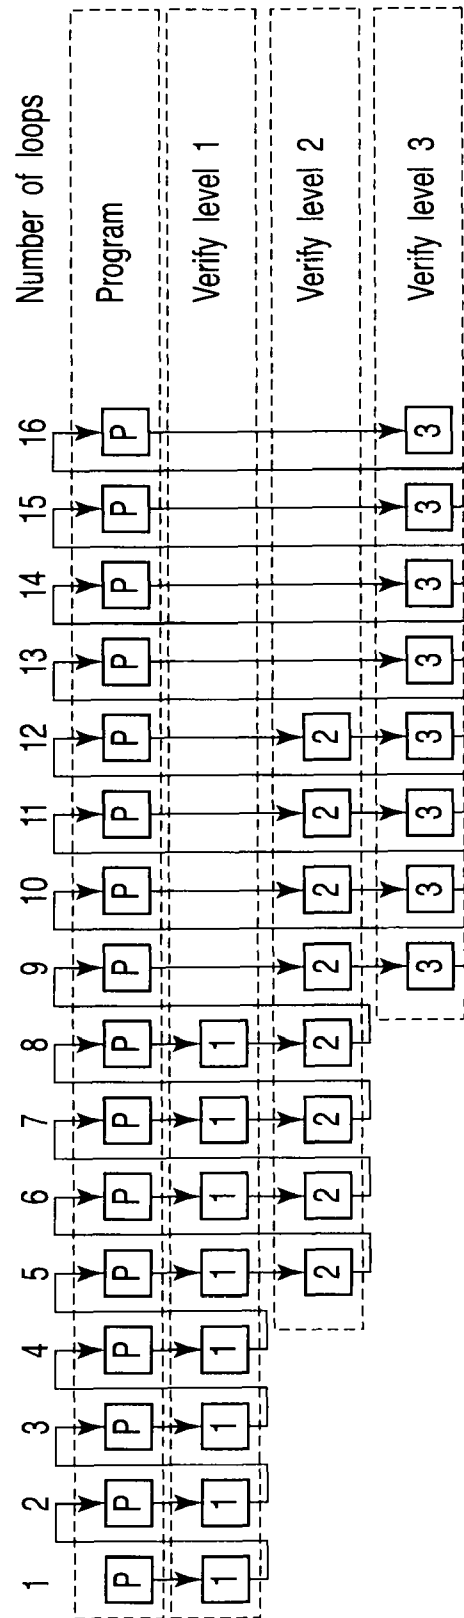 1 2 3 4 5 6 7 8 9 10 11 12 13 14 15 16 Number of loops
P P P P P P P P P P P P P P P P Program
1 1 1 1 1 1 1 1 Verify level 1
2 2 2 2 2 2 2 2 Verify level 2
3 3 3 3 3 3 3 3 Verify level 3